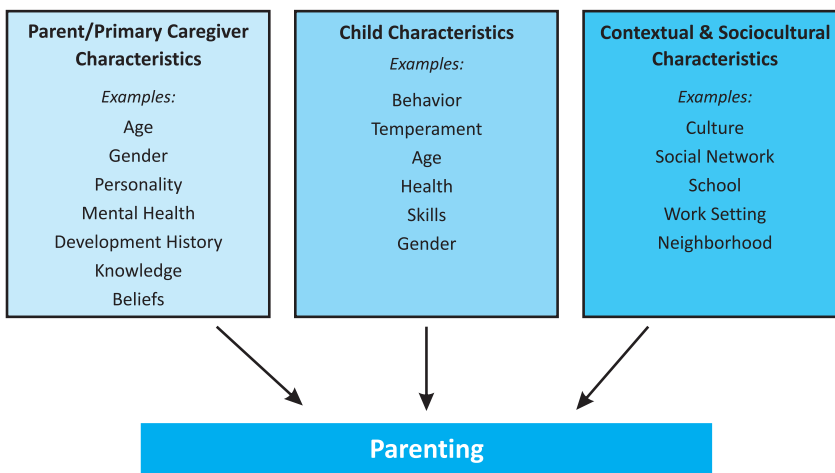 Parent/Primary Caregiver
Characteristics
Examples:
Age
Gender
Personality
Mental Health
Development History
Knowledge
Beliefs
Child Characteristics
Examples:
Behavior
Temperament
Age
Health
Skills
Gender
Contextual & Sociocultural
Characteristics
Examples:
Culture
Social Network
School
Work Setting
Neighborhood
Parenting